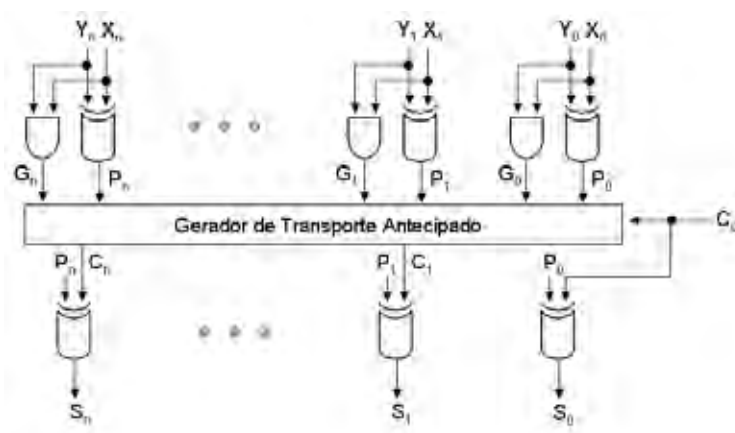 Yₙ Xₙ Y₁ X₁ Y₀ X₀
Gₙ Pₙ G₁ P₁ G₀ P₀
Gerador de Transporte Antecipado
C₀
Pₙ Cₙ P₁ C₁ P₀
Sₙ S₁ S₀